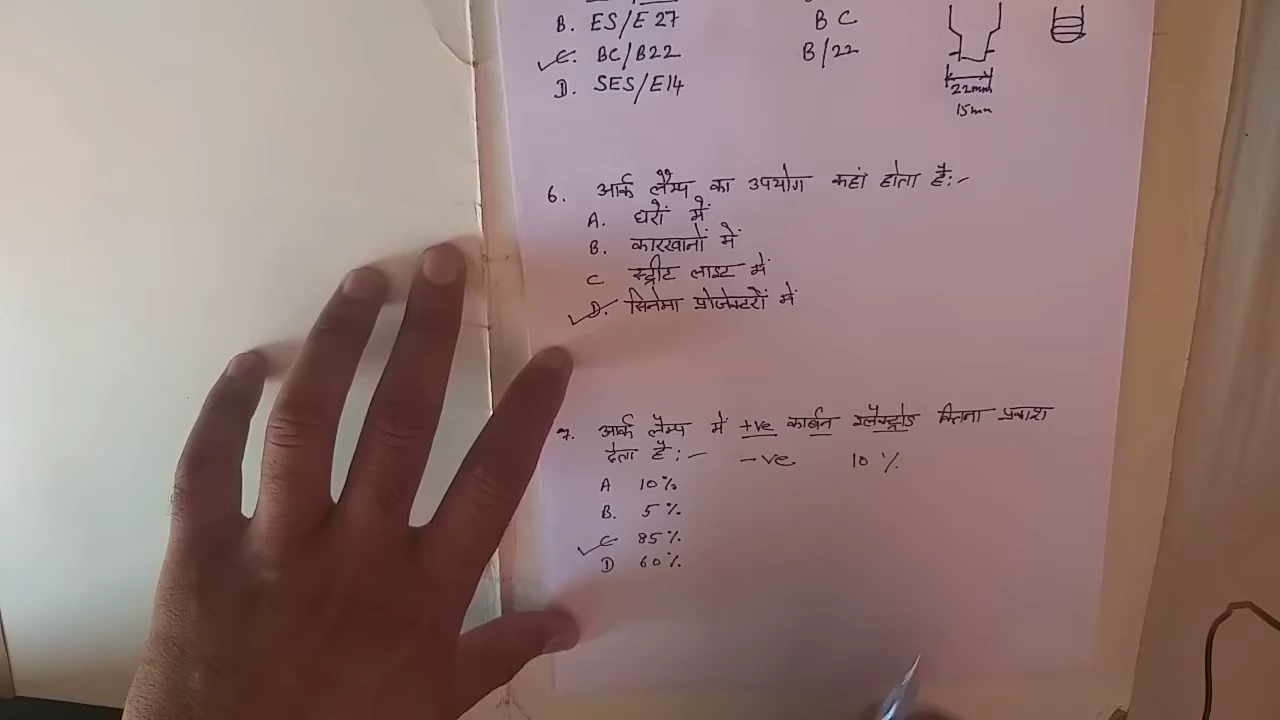 B. ES/E 27 B C
C. BC/B22 B/22
D. SES/E14
22mm
15mm
6. आर्क लैम्प का उपयोग कहां होता है:-
A. घरों में
B. कारखानों में
C. स्ट्रीट लाइट में
D. सिनेमा प्रोजेक्टरों में
7. आर्क लैम्प में +ve कार्बन इलैक्ट्रोड कितना प्रकाश
देता है:- -ve 10%
A 10%
B. 5%
C 85%
D 60%